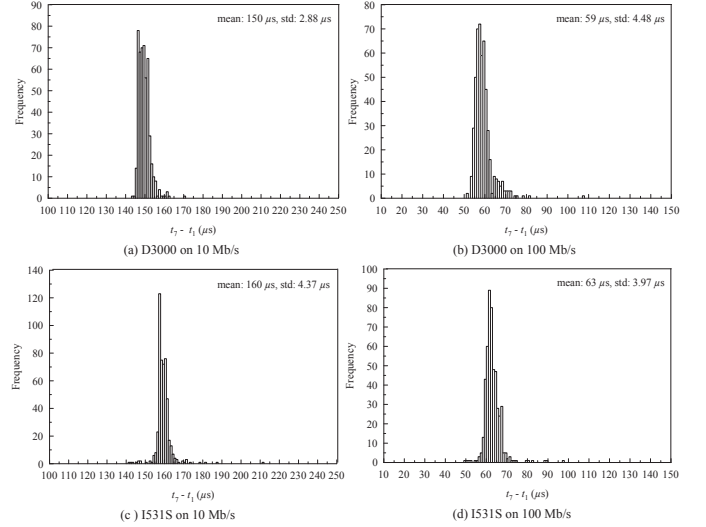 90
80
70
60
50
40
30
20
10
0
Frequency
mean: 150 µs, std: 2.88 µs
100 110 120 130 140 150 160 170 180 190 200 210 220 230 240 250
t7 - t1 (µs)
(a) D3000 on 10 Mb/s
80
70
60
50
40
30
20
10
0
Frequency
mean: 59 µs, std: 4.48 µs
10 20 30 40 50 60 70 80 90 100 110 120 130 140 150
t7 - t1 (µs)
(b) D3000 on 100 Mb/s
140
120
100
80
60
40
20
0
Frequency
mean: 160 µs, std: 4.37 µs
100 110 120 130 140 150 160 170 180 190 200 210 220 230 240 250
t7 - t1 (µs)
(c ) I531S on 10 Mb/s
100
90
80
70
60
50
40
30
20
10
0
Frequency
mean: 63 µs, std: 3.97 µs
10 20 30 40 50 60 70 80 90 100 110 120 130 140 150
t7 - t1 (µs)
(d) I531S on 100 Mb/s